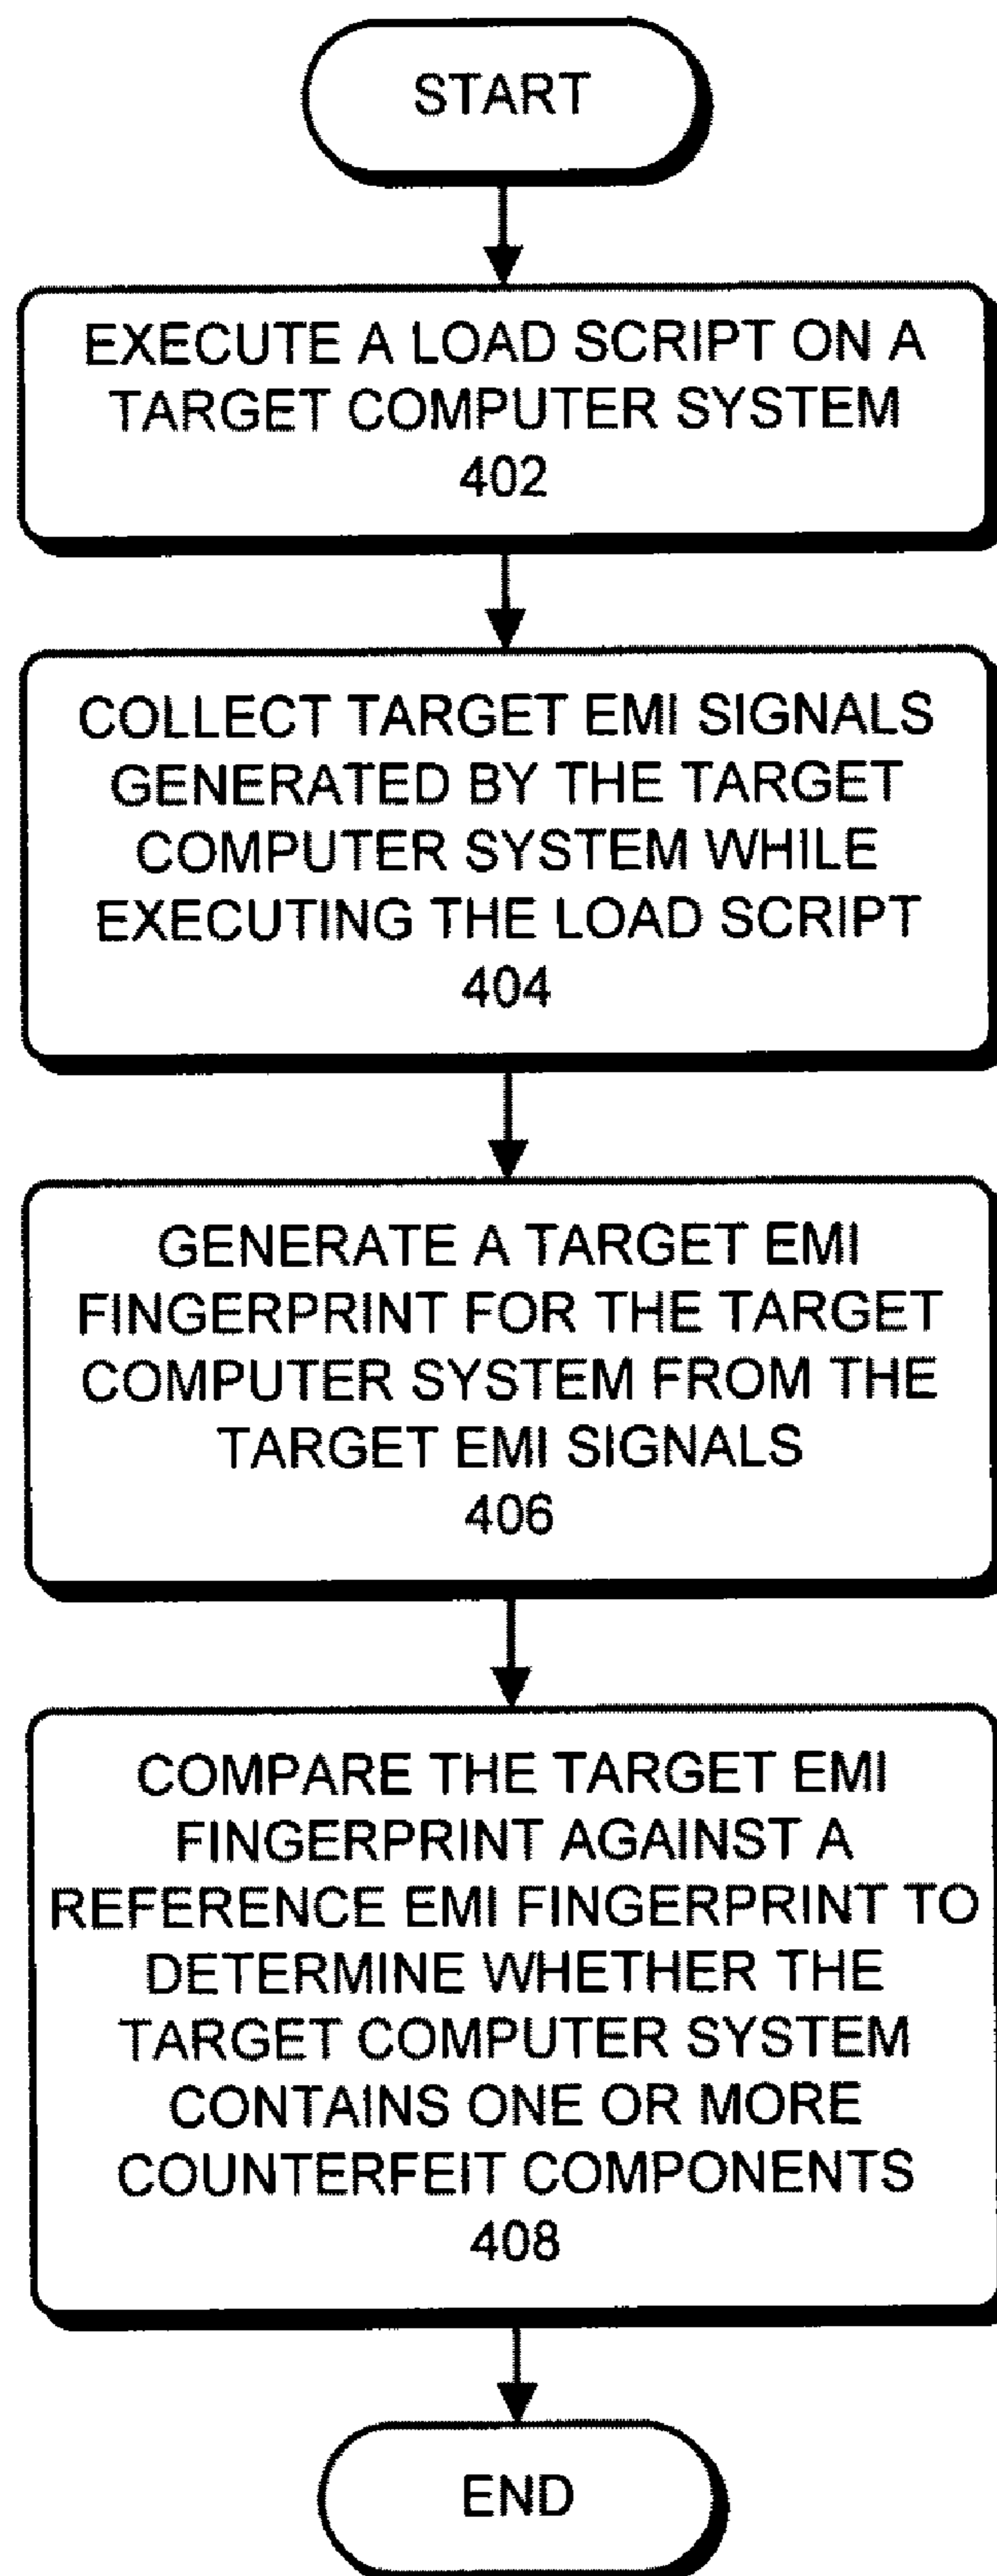 START
EXECUTE A LOAD SCRIPT ON A
TARGET COMPUTER SYSTEM
402
COLLECT TARGET EMI SIGNALS
GENERATED BY THE TARGET
COMPUTER SYSTEM WHILE
EXECUTING THE LOAD SCRIPT
404
GENERATE A TARGET EMI
FINGERPRINT FOR THE TARGET
COMPUTER SYSTEM FROM THE
TARGET EMI SIGNALS
406
COMPARE THE TARGET EMI
FINGERPRINT AGAINST A
REFERENCE EMI FINGERPRINT TO
DETERMINE WHETHER THE
TARGET COMPUTER SYSTEM
CONTAINS ONE OR MORE
COUNTERFEIT COMPONENTS
408
END